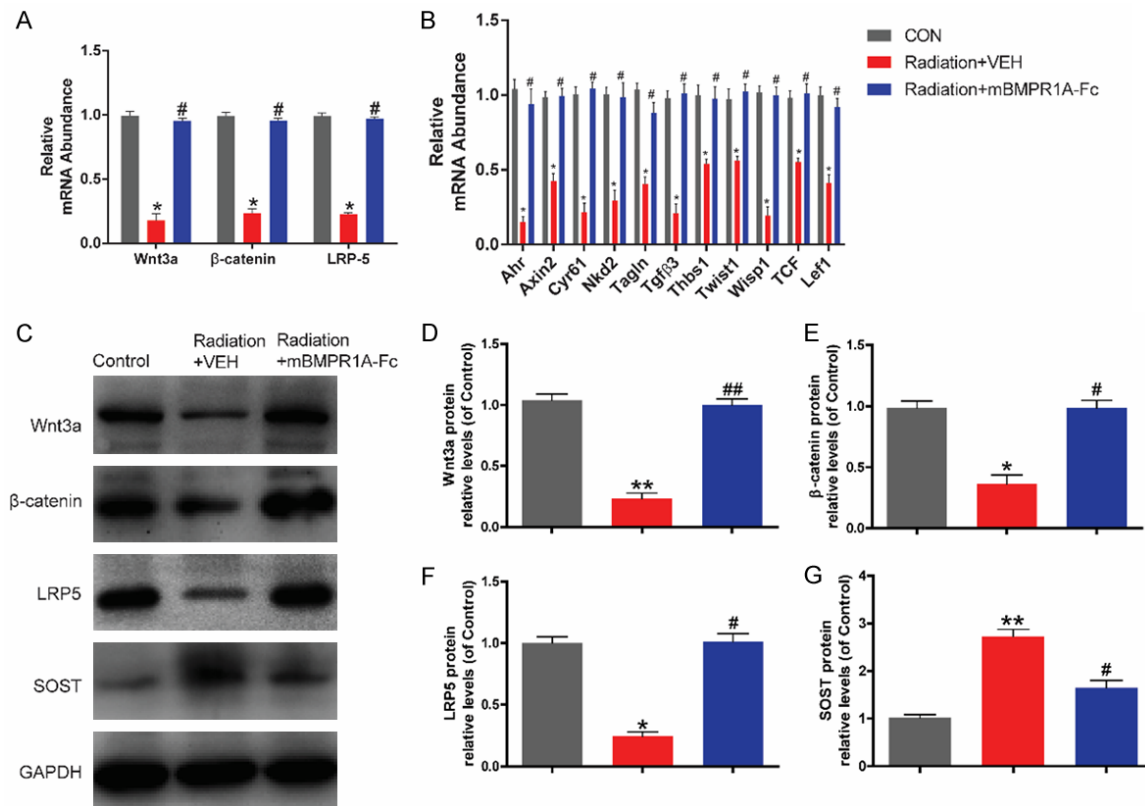 A
Relative
mRNA Abundance
1.5
1.0
0.5
0.0
*
#
*
#
*
#
Wnt3a
β-catenin
LRP-5
B
Relative
mRNA Abundance
1.5
1.0
0.5
0.0
*
#
*
#
*
#
*
#
*
#
*
#
*
#
*
#
*
#
*
#
*
#
Ahr
Axin2
Cyr61
Nkd2
Tagln
Tgfβ3
Thbs1
Twist1
Wisp1
TCF
Lef1
CON
Radiation+VEH
Radiation+mBMPR1A-Fc
C
Control
Radiation
+VEH
Radiation
+mBMPR1A-Fc
Wnt3a
β-catenin
LRP5
SOST
GAPDH
D
Wnt3a protein
relative levels (of Control)
1.5
1.0
0.5
0.0
**
##
E
β-catenin protein
relative levels (of Control)
1.5
1.0
0.5
0.0
*
#
F
LRP5 protein
relative levels (of Control)
1.5
1.0
0.5
0.0
*
#
G
SOST protein
relative levels (of Control)
4
3
2
1
0
**
#